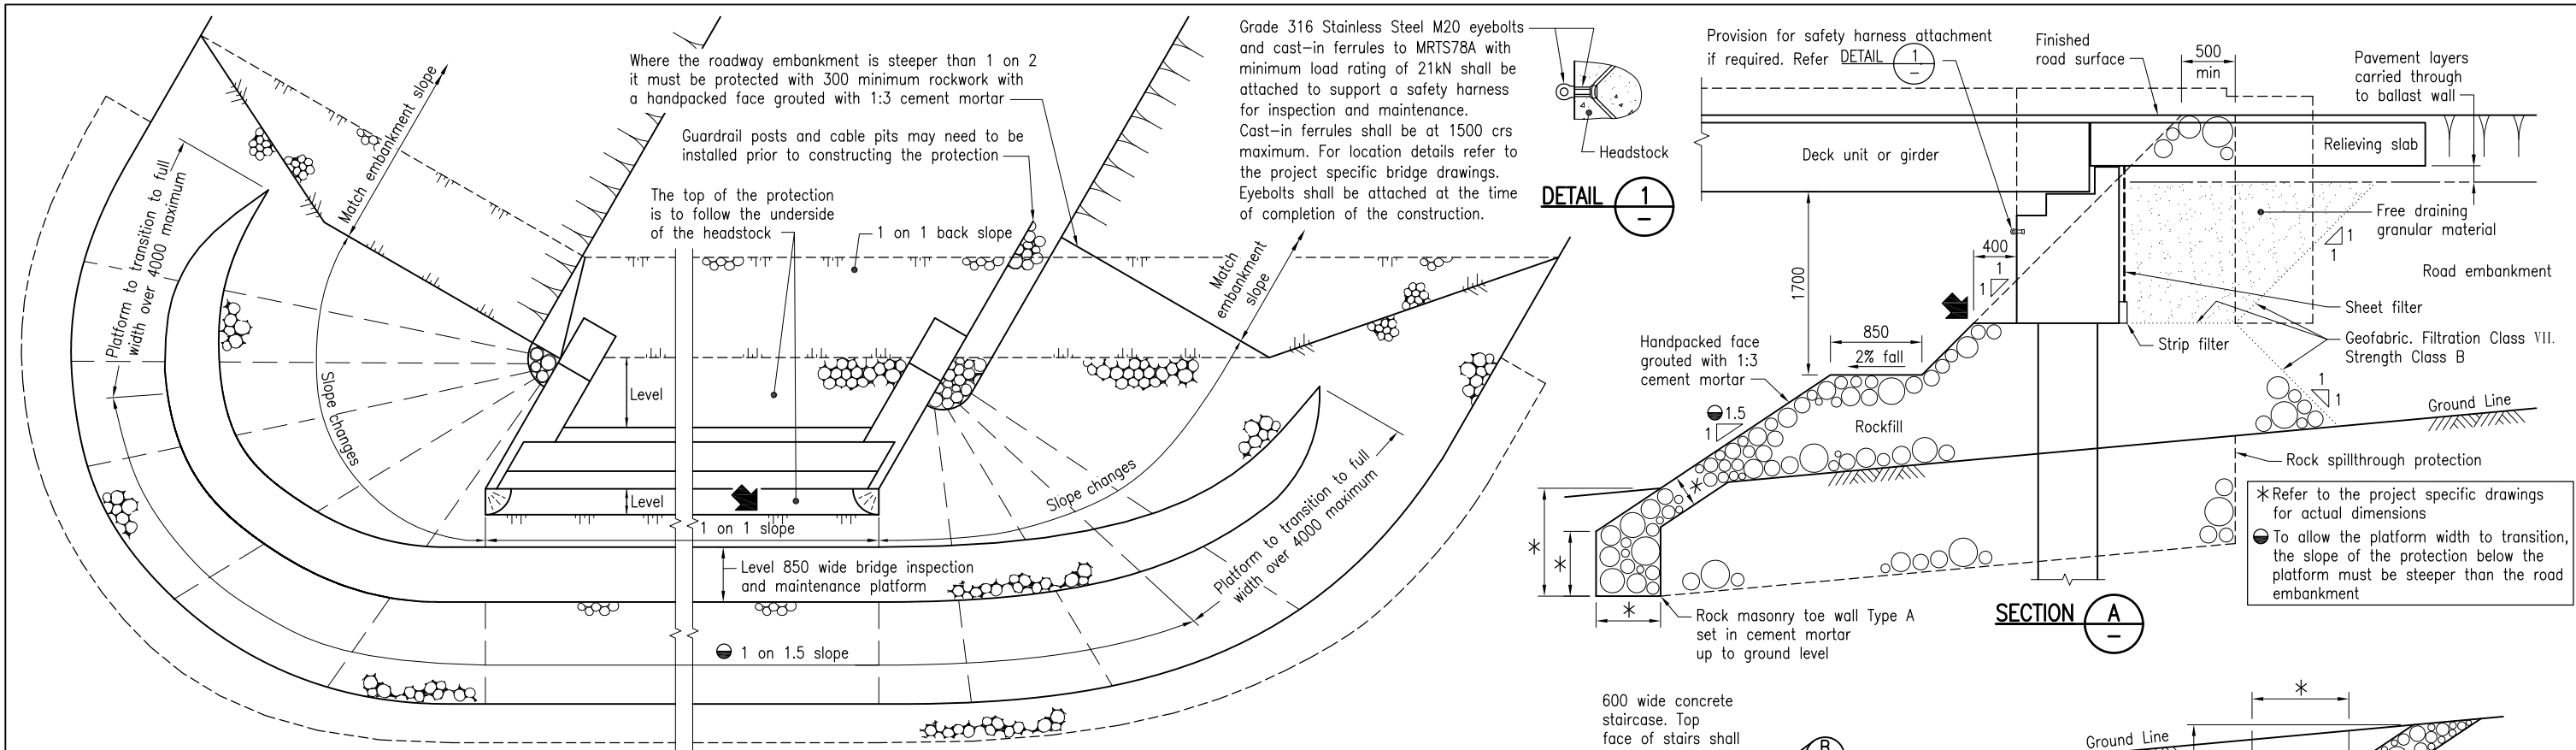 Where the roadway embankment is steeper than 1 on 2
it must be protected with 300 minimum rockwork with
a handpacked face grouted with 1:3 cement mortar
Guardrail posts and cable pits may need to be
installed prior to constructing the protection
The top of the protection
is to follow the underside
of the headstock
1 on 1 back slope
Match embankment slope
Platform to transition to full
width over 4000 maximum
Slope changes
Level
Level
1 on 1 slope
Level 850 wide bridge inspection
and maintenance platform
1 on 1.5 slope
Slope changes
Match
embankment
slope
Platform to transition to full
width over 4000 maximum
Grade 316 Stainless Steel M20 eyebolts
and cast-in ferrules to MRTS78A with
minimum load rating of 21kN shall be
attached to support a safety harness
for inspection and maintenance.
Cast-in ferrules shall be at 1500 crs
maximum. For location details refer to
the project specific bridge drawings.
Eyebolts shall be attached at the time
of completion of the construction.
Headstock
DETAIL 1
-
Provision for safety harness attachment
if required. Refer DETAIL 1
-
Finished
road surface
500
min
Pavement layers
carried through
to ballast wall
Deck unit or girder
Relieving slab
Free draining
granular material
1
1
Road embankment
400
1
1
1700
Sheet filter
Geofabric. Filtration Class VII.
Strength Class B
Strip filter
850
2% fall
Handpacked face
grouted with 1:3
cement mortar
1.5
1
1
1
Ground Line
Rockfill
Rock spillthrough protection
* Refer to the project specific drawings
for actual dimensions
To allow the platform width to transition,
the slope of the protection below the
platform must be steeper than the road
embankment
*
*
*
*
Rock masonry toe wall Type A
set in cement mortar
up to ground level
SECTION A
-
600 wide concrete
staircase. Top
face of stairs shall
*
Ground Line